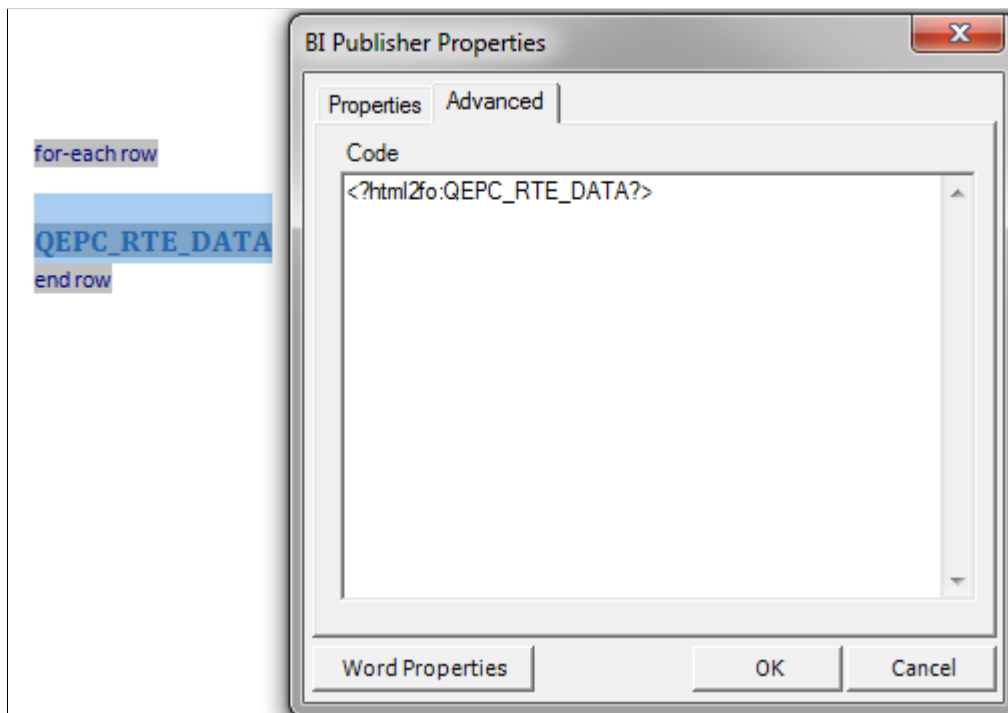 BI Publisher Properties
Properties
Advanced
for-each row
Code
<?html2fo:QEPC_RTE_DATA?>
QEPC_RTE_DATA
end row
Word Properties
OK
Cancel